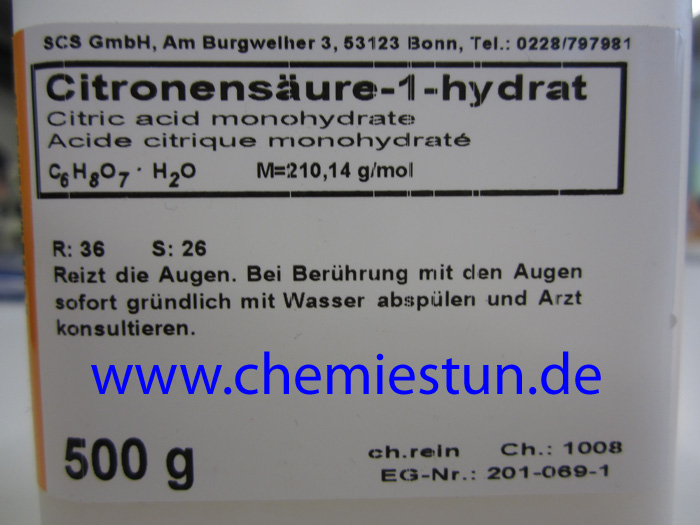 SCS GmbH, Am Burgweiher 3, 53123 Bonn, Tel.: 0228/797981
Citronensäure-1-hydrat
Citric acid monohydrate
Acide citrique monohydraté
C₆H₈O₇ · H₂O M=210,14 g/mol
R: 36 S: 26
Reizt die Augen. Bei Berührung mit den Augen
sofort gründlich mit Wasser abspülen und Arzt
konsultieren.
www.chemiestun.de
500 g
ch.rein Ch.: 1008
EG-Nr.: 201-069-1